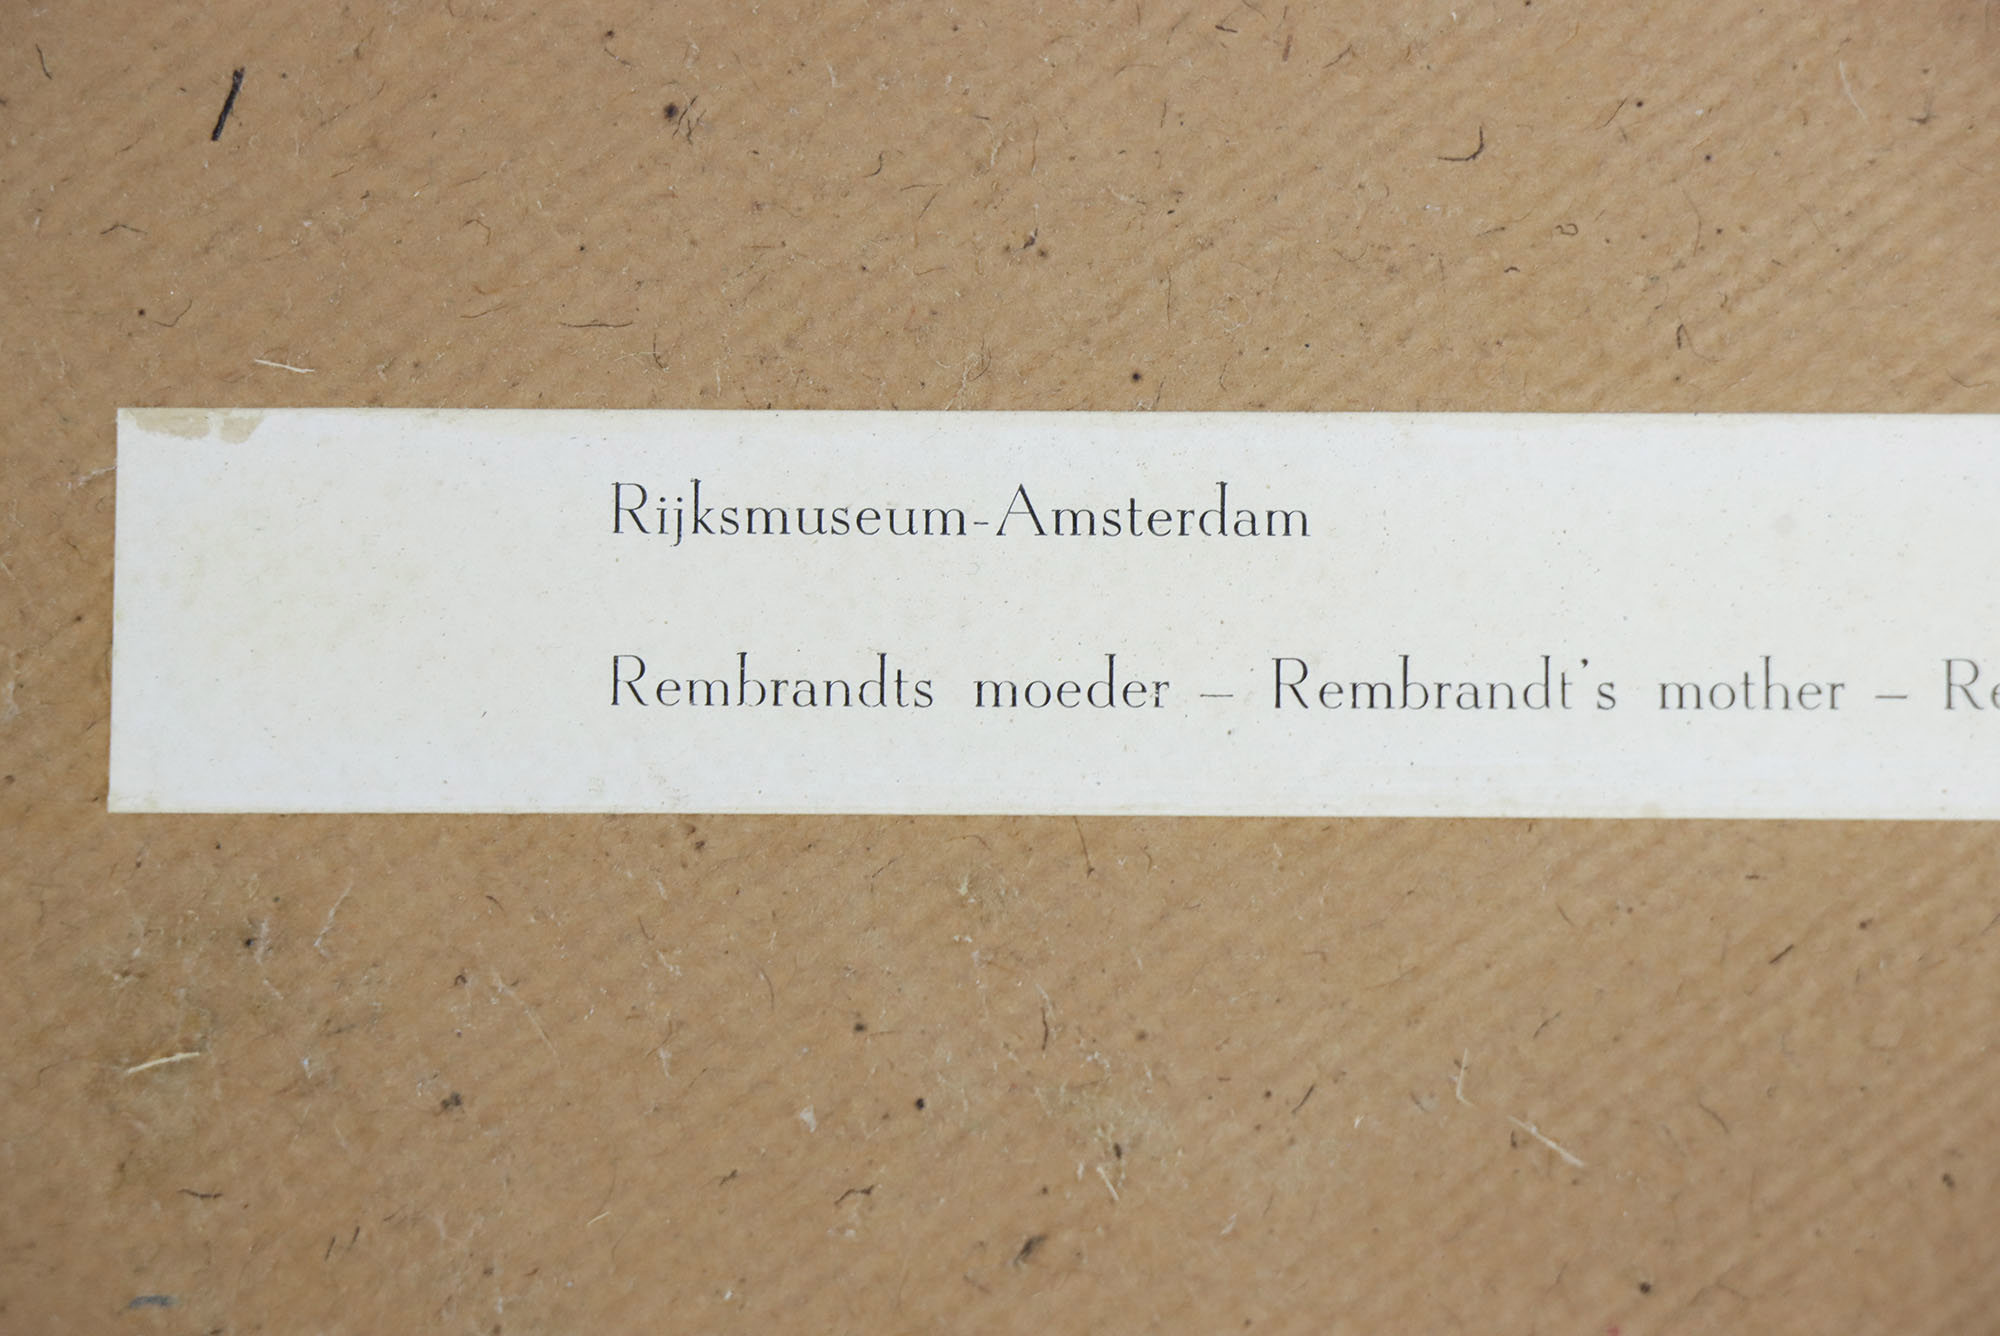 Rijksmuseum-Amsterdam
Rembrandts moeder – Rembrandt's mother –